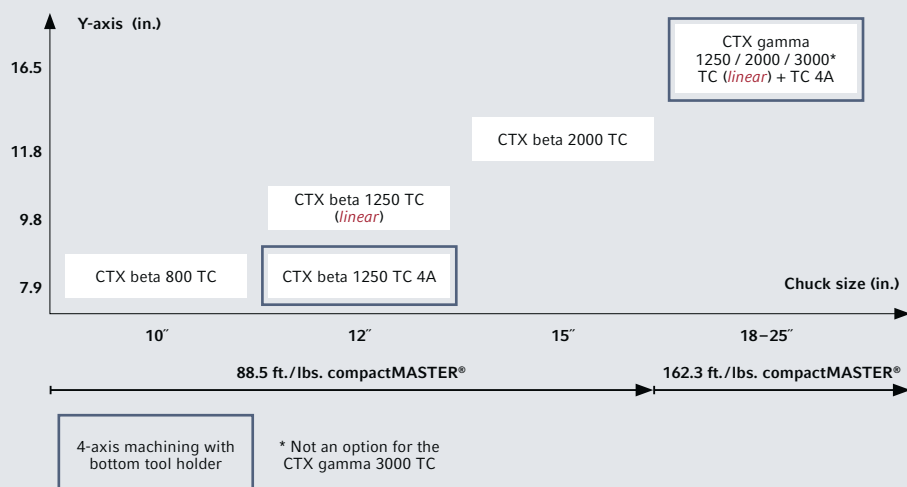 Y-axis (in.)
16.5
CTX gamma
1250 / 2000 / 3000*
TC (linear) + TC 4A
11.8
CTX beta 2000 TC
9.8
CTX beta 1250 TC
(linear)
7.9
CTX beta 800 TC
CTX beta 1250 TC 4A
Chuck size (in.)
10˝
12˝
15˝
18–25˝
88.5 ft./lbs. compactMASTER®
162.3 ft./lbs. compactMASTER®
4-axis machining with
bottom tool holder
* Not an option for the
CTX gamma 3000 TC